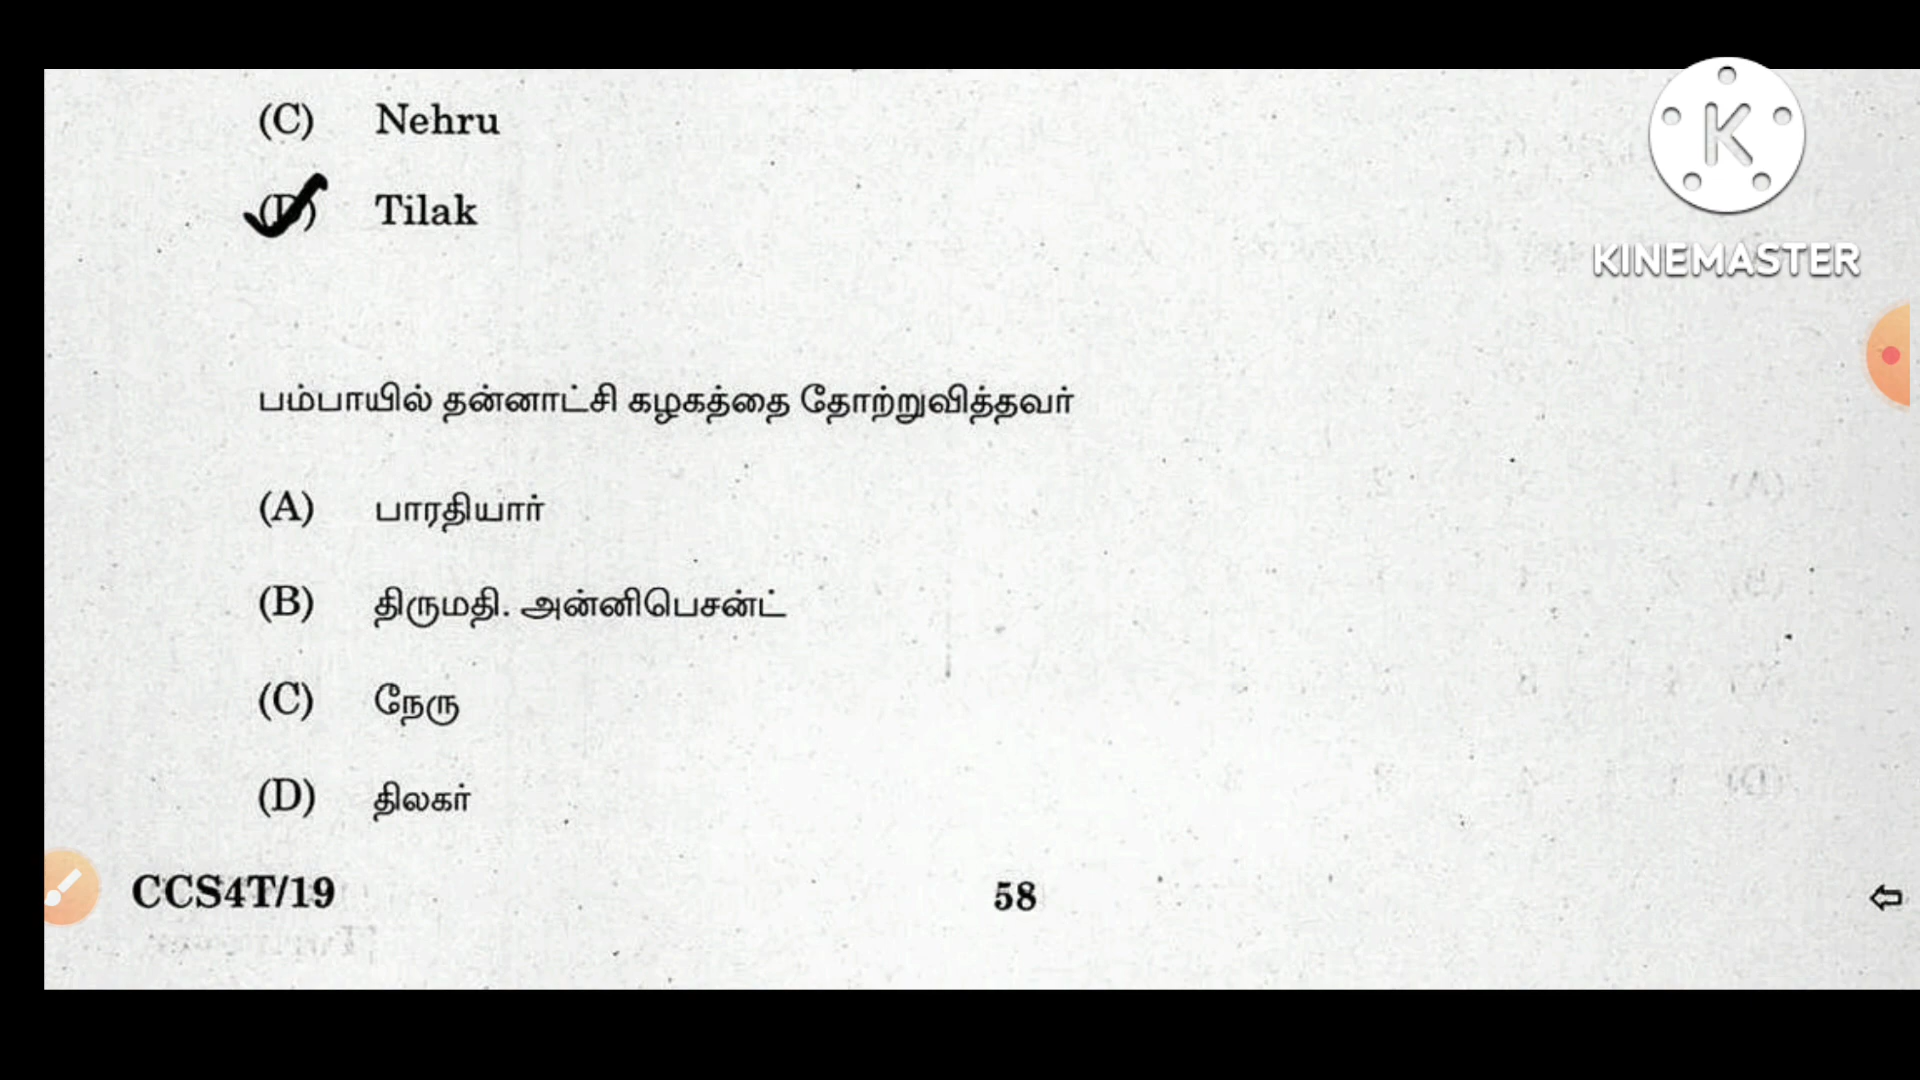 (C) Nehru
(D) Tilak
பம்பாயில் தன்னாட்சி கழகத்தை தோற்றுவித்தவர்
(A) பாரதியார்
(B) திருமதி. அன்னிபெசன்ட்
(C) நேரு
(D) திலகர்
CCS4T/19 58
K
KINEMASTER